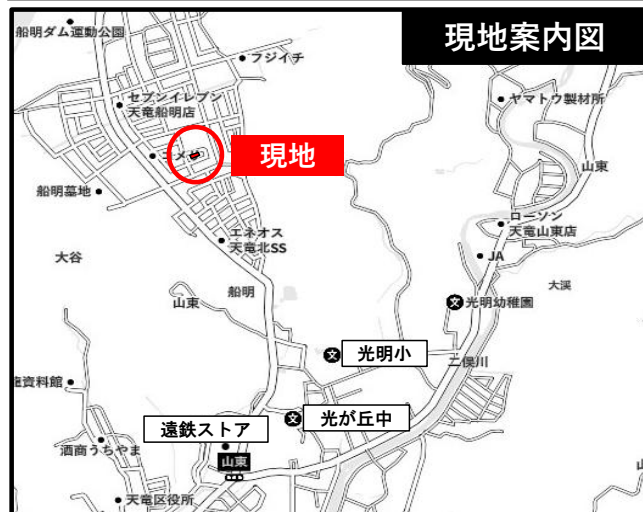 現地案内図
船明ダム運動公園
フジイチ
セブンイレブン
天竜船明店
ヤマトウ製材所
現地
山東
船明墓地
ローソン
天竜山東店
エネオス
天竜北SS
大谷
JA
大渓
船明
山東
文 光明幼稚園
文 光明小
二俣川
文 光が丘中
資料館
遠鉄ストア
酒商うちやま
山東
天竜区役所